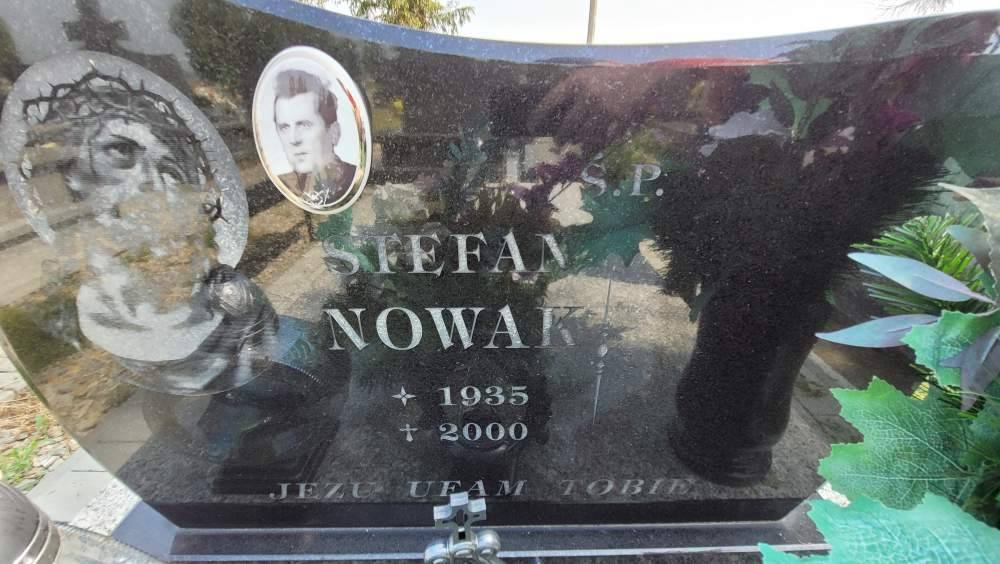 Ś.P.
STEFAN
NOWAK
1935
2000
JEZU UFAM TOBIE